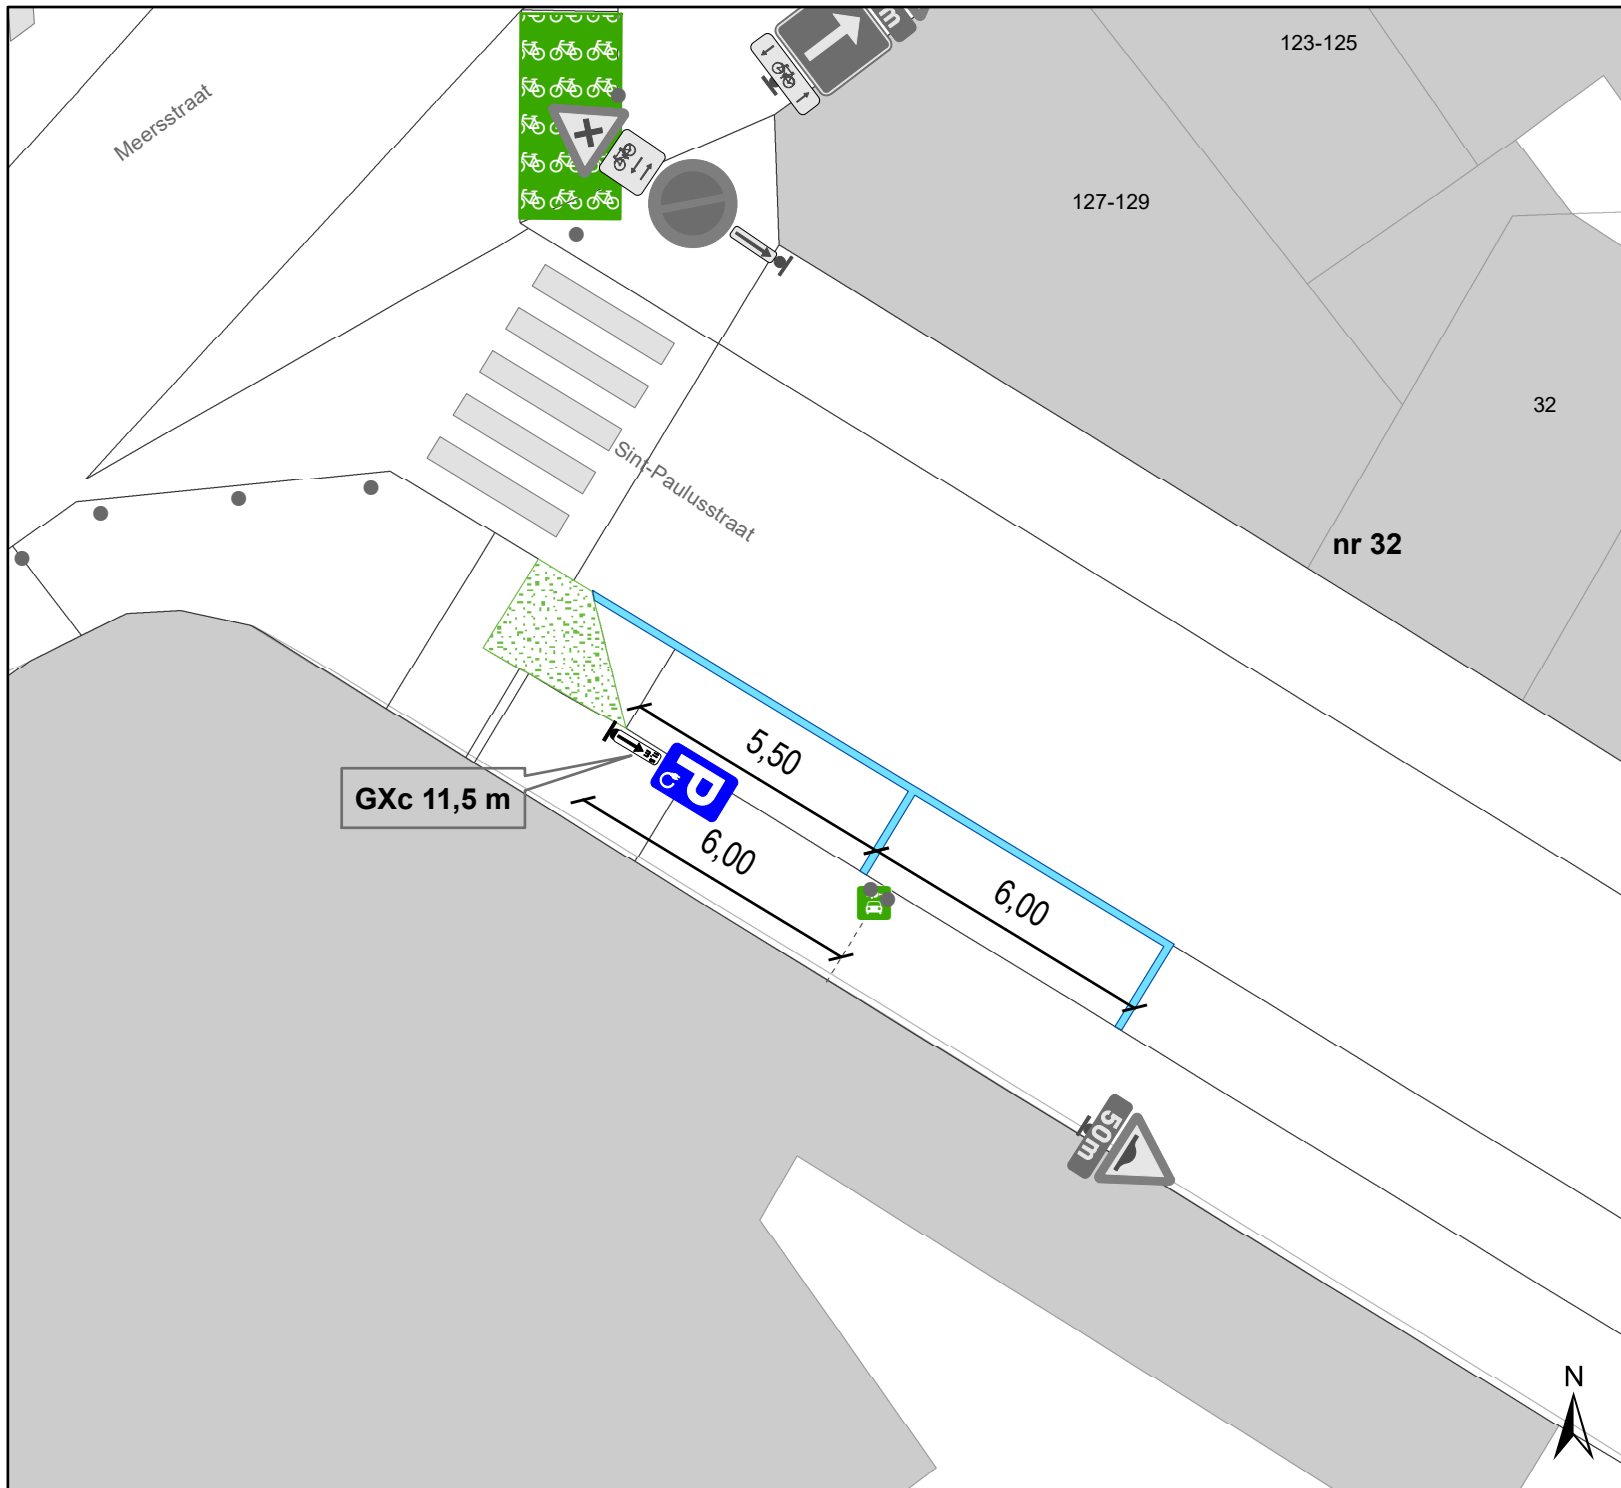 m
123-125
Meersstraat
127-129
32
Sint-Paulusstraat
nr 32
5,50
P
GXc 11,5 m
6,00
6,00
50m
N